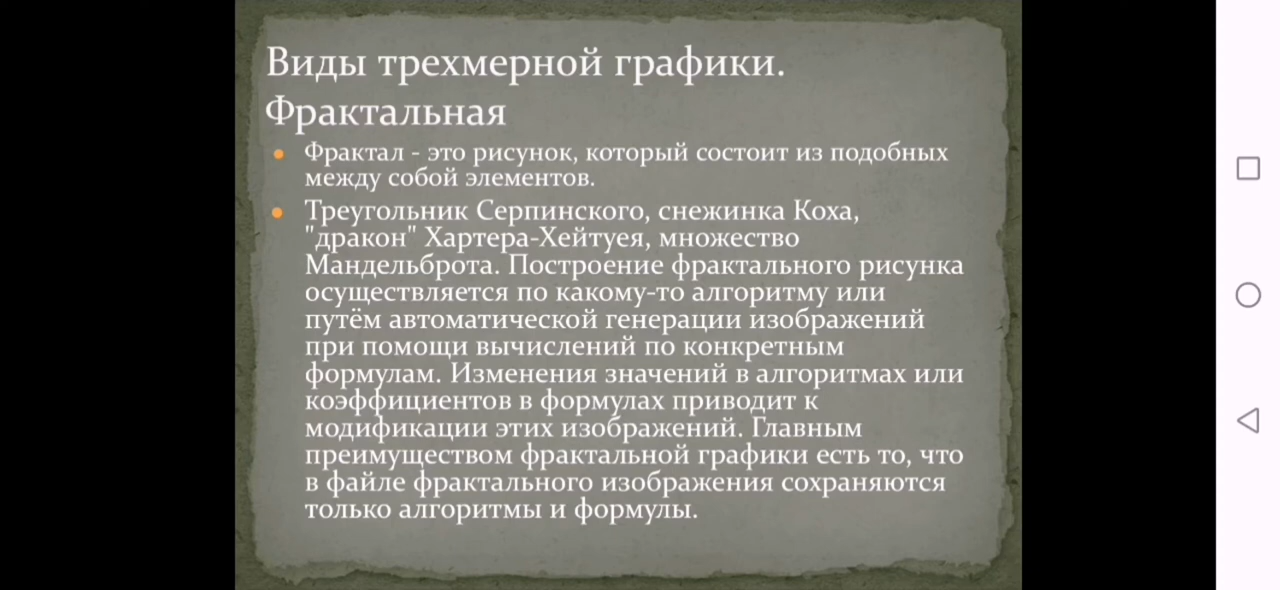 Виды трехмерной графики.
Фрактальная
Фрактал - это рисунок, который состоит из подобных
между собой элементов.
Треугольник Серпинского, снежинка Коха,
"дракон" Хартера-Хейтуея, множество
Мандельброта. Построение фрактального рисунка
осуществляется по какому-то алгоритму или
путём автоматической генерации изображений
при помощи вычислений по конкретным
формулам. Изменения значений в алгоритмах или
коэффициентов в формулах приводит к
модификации этих изображений. Главным
преимуществом фрактальной графики есть то, что
в файле фрактального изображения сохраняются
только алгоритмы и формулы.